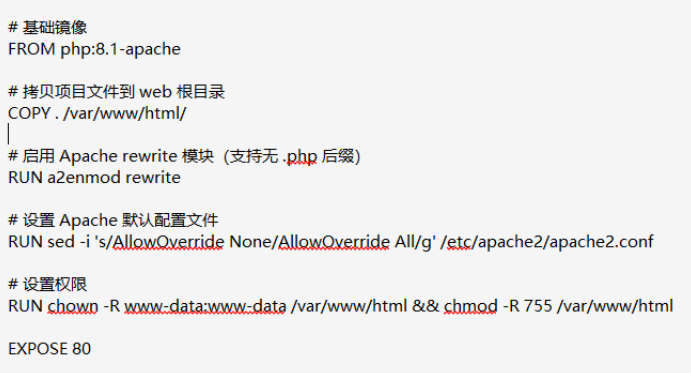 # 基础镜像
FROM php:8.1-apache
# 拷贝项目文件到 web 根目录
COPY . /var/www/html/
# 启用 Apache rewrite 模块（支持无 .php 后缀）
RUN a2enmod rewrite
# 设置 Apache 默认配置文件
RUN sed -i 's/AllowOverride None/AllowOverride All/g' /etc/apache2/apache2.conf
# 设置权限
RUN chown -R www-data:www-data /var/www/html && chmod -R 755 /var/www/html
EXPOSE 80